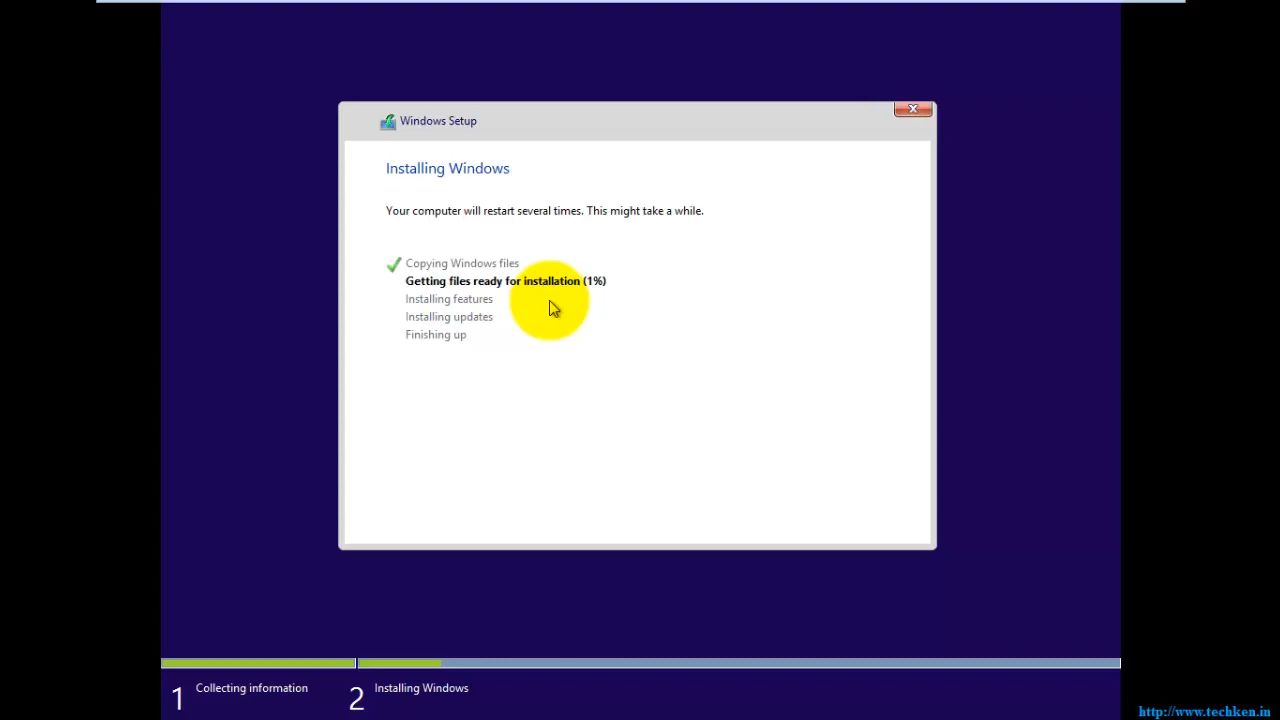 Windows Setup
Installing Windows
Your computer will restart several times. This might take a while.
Copying Windows files
Getting files ready for installation (1%)
Installing features
Installing updates
Finishing up
1 Collecting information
2 Installing Windows
http://www.techken.in